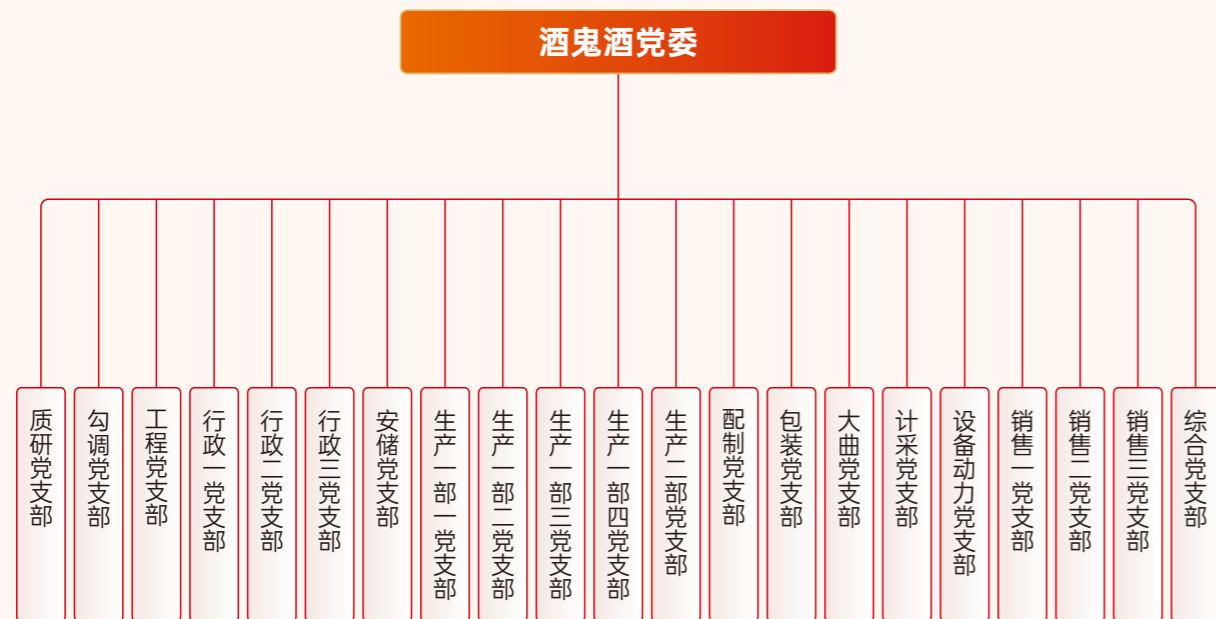 酒鬼酒党委
质研党支部
勾调党支部
工程党支部
行政一党支部
行政二党支部
行政三党支部
安储党支部
生产一部一党支部
生产一部二党支部
生产一部三党支部
生产一部四党支部
生产二部党支部
配制党支部
包装党支部
大曲党支部
计采党支部
设备动力党支部
销售一党支部
销售二党支部
销售三党支部
综合党支部